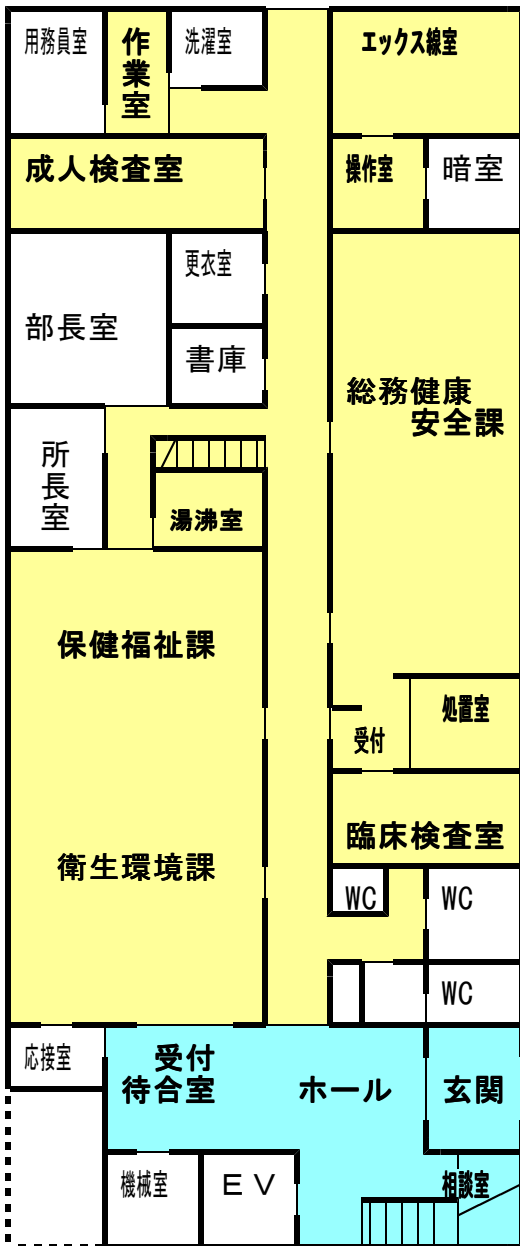 用務員室
作業室
洗濯室
エックス線室
成人検査室
操作室
暗室
更衣室
部長室
書庫
総務健康
安全課
所長室
湯沸室
保健福祉課
処置室
受付
臨床検査室
衛生環境課
WC
WC
WC
応接室
受付
待合室
ホール
玄関
機械室
ＥＶ
相談室